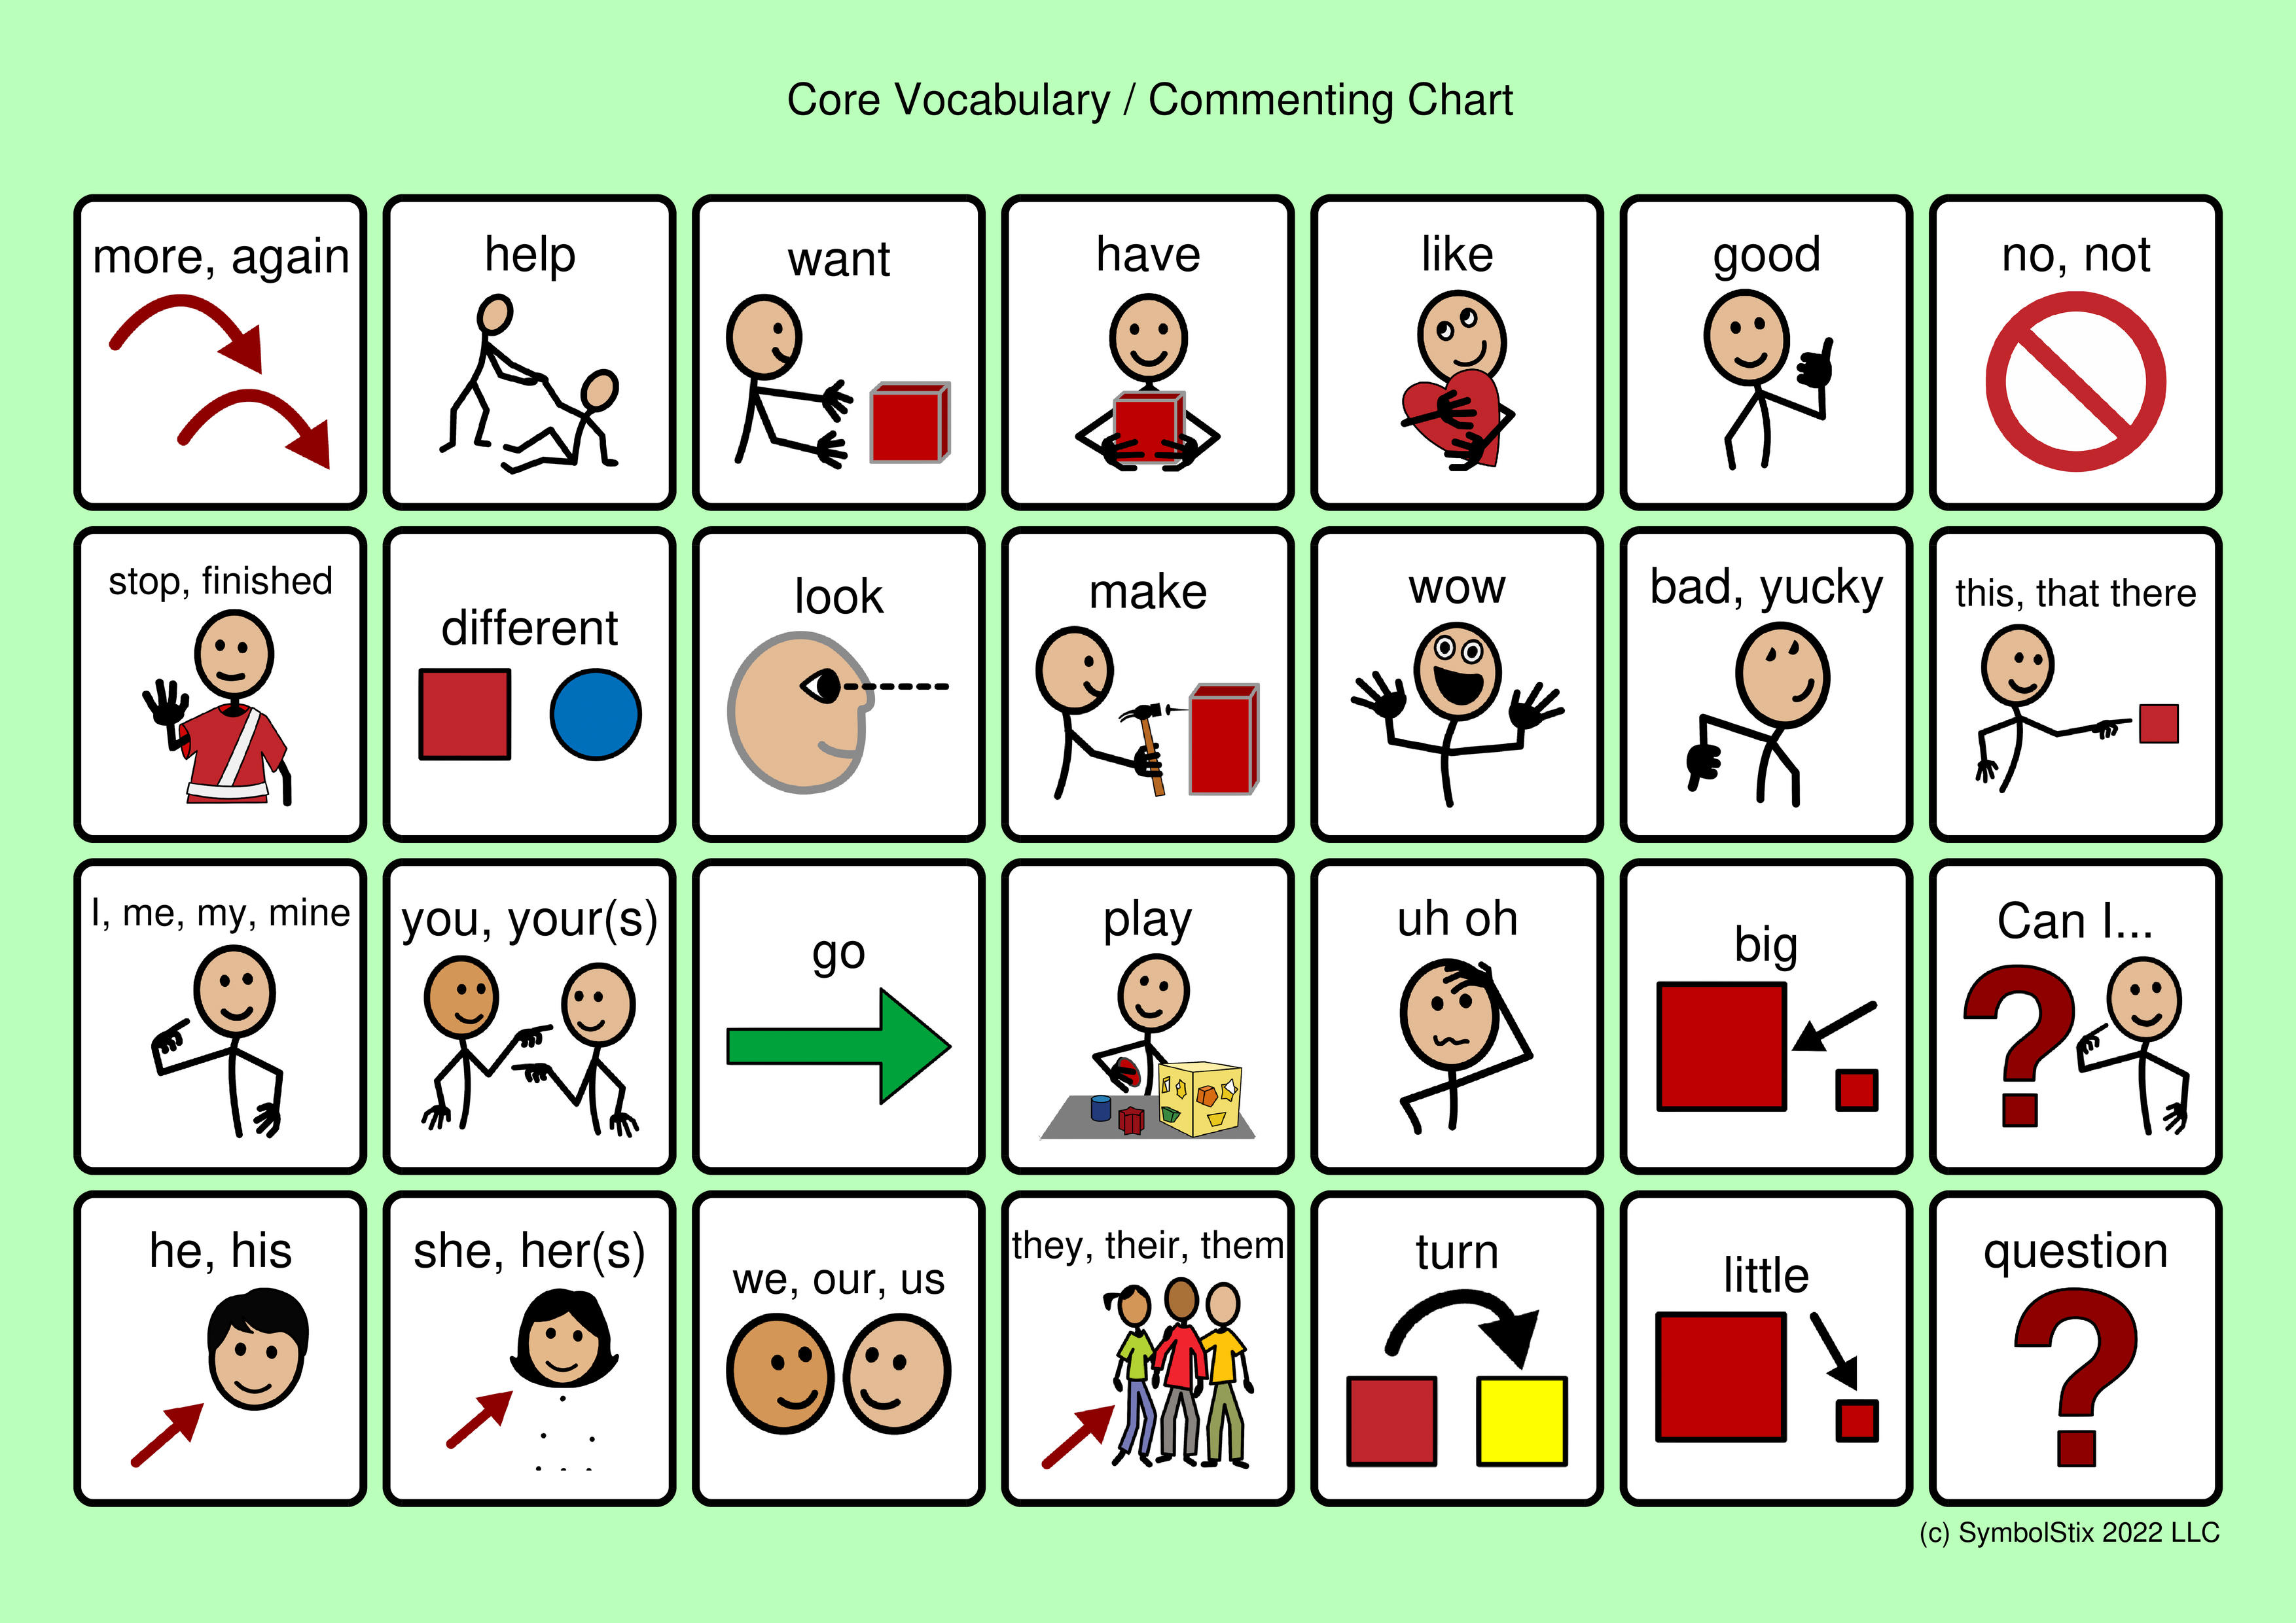 Core Vocabulary / Commenting Chart
more, again
help
want
have
like
good
no, not
stop, finished
different
look
make
wow
bad, yucky
this, that there
I, me, my, mine
you, your(s)
go
play
uh oh
big
Can I...
he, his
she, her(s)
we, our, us
they, their, them
turn
little
question
(c) SymbolStix 2022 LLC